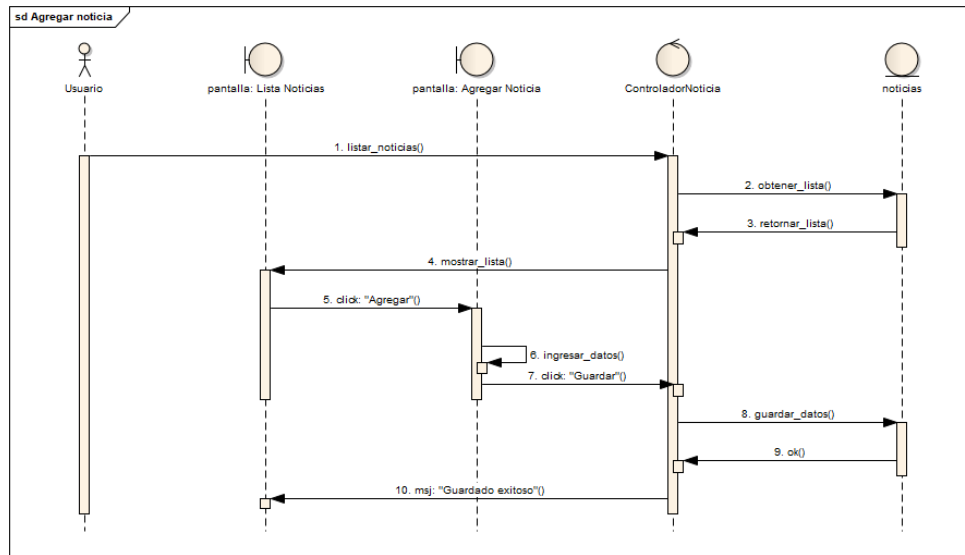 sd Agregar noticia
Usuario
pantalla: Lista Noticias
pantalla: Agregar Noticia
ControladorNoticia
noticias
1. listar_noticias()
2. obtener_lista()
3. retornar_lista()
4. mostrar_lista()
5. click: "Agregar"()
6. ingresar_datos()
7. click: "Guardar"()
8. guardar_datos()
9. ok()
10. msj: "Guardado exitoso"()